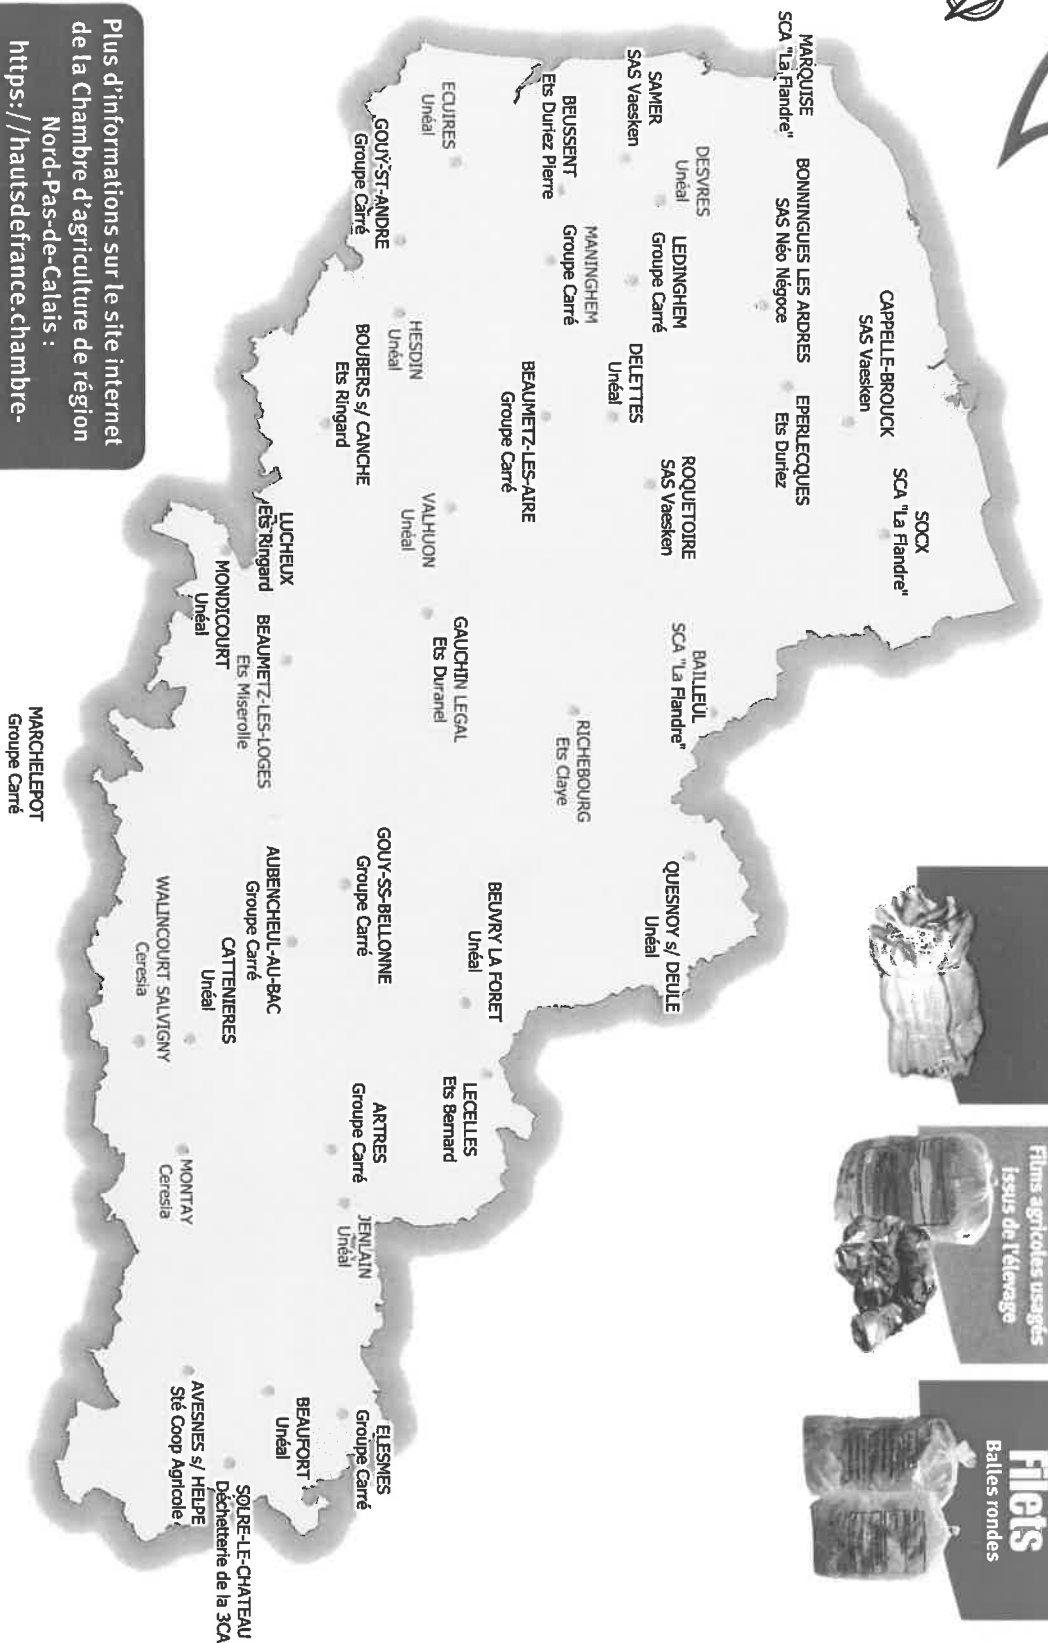 Films agricoles usagés
issus de l'élevage
Filets
Balles rondes
SOCX
SCA "La Flandre"
CAPPELLE-BROUCK
SAS Vaesken
MARQUISE
SCA "La Flandre"
BONNINGUES LES ARDRES
SAS Néo Négoce
EPERLECQUES
Ets Duriez
SAMER
SAS Vaesken
DESVRES
Unéal
LEDINGHEM
Groupe Carré
DELETTES
Unéal
ROQUETOIRE
SAS Vaesken
BAILLEUL
SCA "La Flandre"
QUESNOY s/ DEULE
Unéal
BEUSSENT
Ets Duriez Pierre
MANINGHEM
Groupe Carré
BEAUMETZ-LES-AIRE
Groupe Carré
RICHEBOURG
Ets Claye
BEUVRY LA FORET
Unéal
LECELLES
Ets Bernard
ECUIRES
Unéal
GOUY-ST-ANDRE
Groupe Carré
HESDIN
Unéal
BOUBERS s/ CANCHE
Ets Ringard
VALHUON
Unéal
GAUCHIN LEGAL
Ets Duranel
GOUY-SS-BELLONNE
Groupe Carré
ARTRES
Groupe Carré
JENLAIN
Unéal
ELESMES
Groupe Carré
LUCHEUX
Ets Ringard
MONDICOURT
Unéal
BEAUMETZ-LES-LOGES
Ets Miserolle
AUBENCHEUL-AU-BAC
Groupe Carré
CATTENIERES
Unéal
WALINCOURT SALVIGNY
Ceresia
MONTAY
Ceresia
BEAUFORT
Unéal
SOLRE-LE-CHATEAU
Déchetterie de la 3CA
AVESNES s/ HELPE
Sté Coop Agricole
MARCHELEPOT
Groupe Carré
Plus d'informations sur le site internet
de la Chambre d'agriculture de région
Nord-Pas-de-Calais :
https://hautsdefrance.chambre-